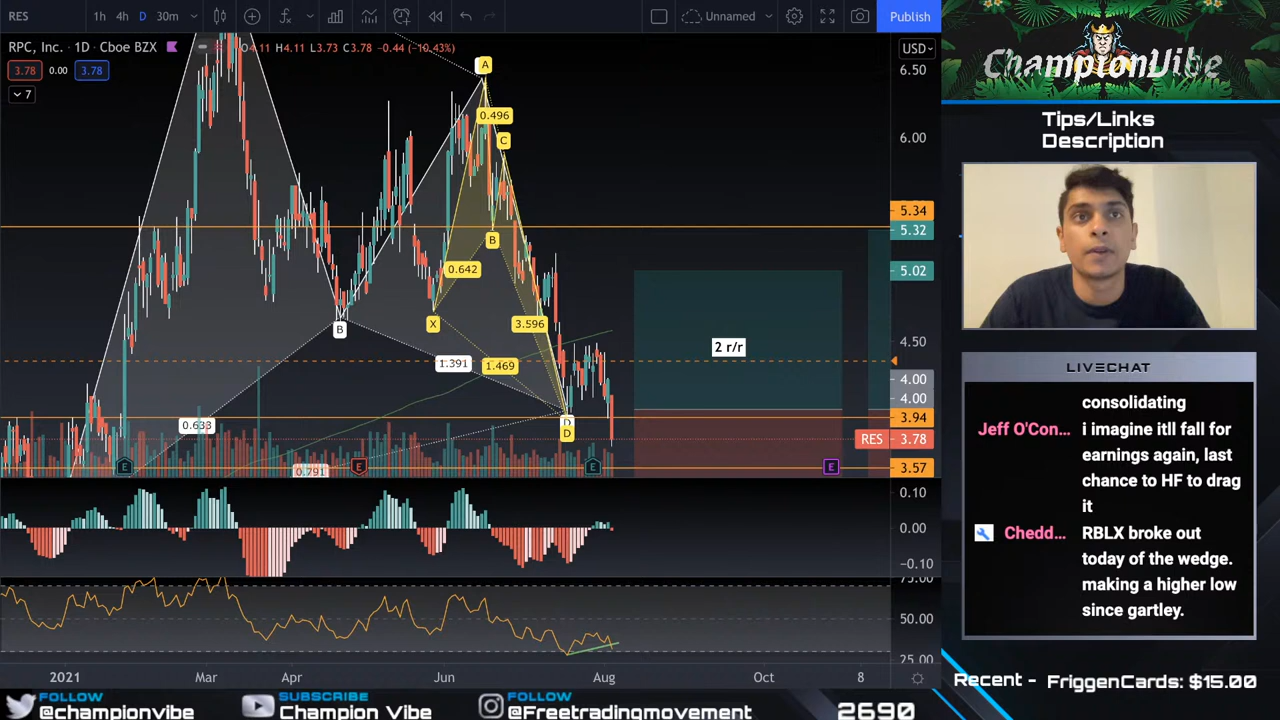 RES
1h 4h D 30m
Unnamed
Publish
RPC, Inc. · 1D · Cboe BZX
O4.11 H4.11 L3.73 C3.78 -0.44 (-10.43%)
3.78 0.00 3.78
7
USD
6.50
6.00
5.34
5.32
5.02
4.50
4.00
4.00
3.94
RES 3.78
3.57
A
0.496
C
B
0.642
X
3.596
B
1.391
1.469
D
D
0.633
0.791
2 r/r
E
E
E
E
0.10
0.00
-0.10
75.00
50.00
25.00
2021 Mar Apr Jun Aug Oct 8
ChampionVibe
Tips/Links
Description
LIVECHAT
consolidating
Jeff O'Con... i imagine itll fall for
earnings again, last
chance to HF to drag
it
Chedd... RBLX broke out
today of the wedge.
making a higher low
since gartley.
Recent - FriggenCards: $15.00
FOLLOW
@championvibe
SUBSCRIBE
Champion Vibe
FOLLOW
@Freetradingmovement
2690